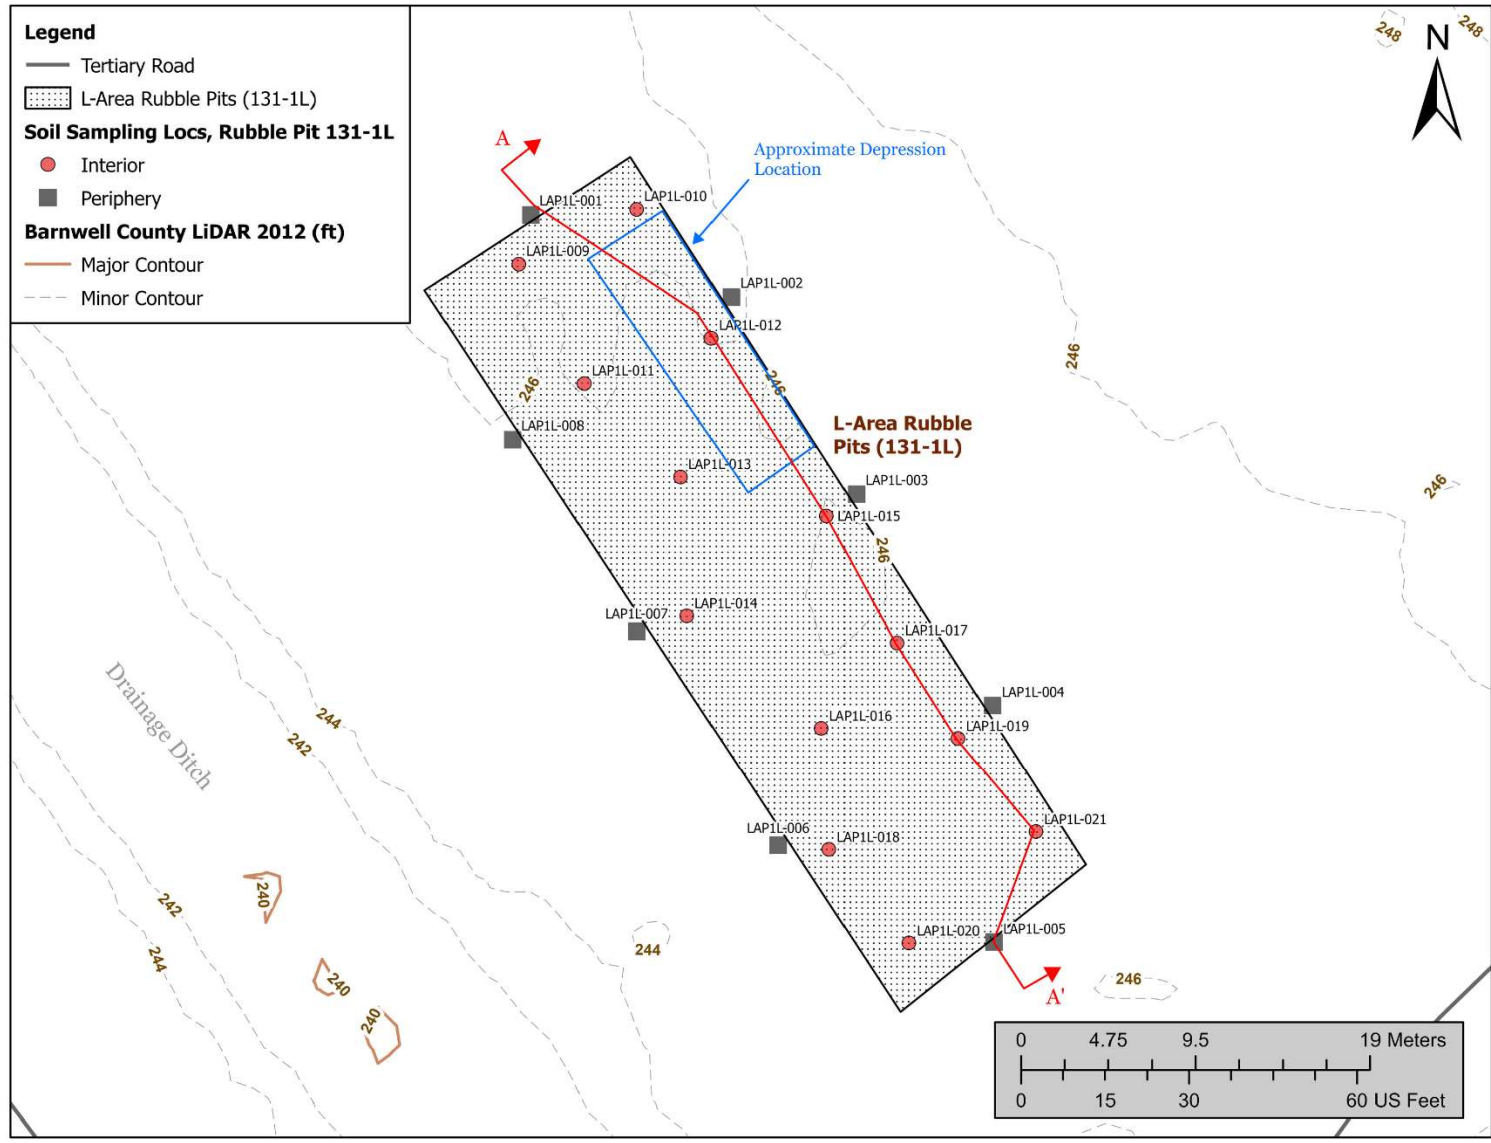 Legend
Tertiary Road
L-Area Rubble Pits (131-1L)
Soil Sampling Locs, Rubble Pit 131-1L
Interior
Periphery
Barnwell County LiDAR 2012 (ft)
Major Contour
Minor Contour
248
248
N
A
Approximate Depression
Location
LAP1L-001
LAP1L-010
LAP1L-009
LAP1L-002
LAP1L-012
246
LAP1L-011
246
246
LAP1L-008
L-Area Rubble
Pits (131-1L)
LAP1L-013
LAP1L-003
246
LAP1L-015
246
LAP1L-014
LAP1L-007
LAP1L-017
Drainage Ditch
LAP1L-004
244
LAP1L-016
LAP1L-019
242
LAP1L-006
LAP1L-018
LAP1L-021
240
242
LAP1L-020
LAP1L-005
244
244
240
246
A'
240
0 4.75 9.5 19 Meters
0 15 30 60 US Feet